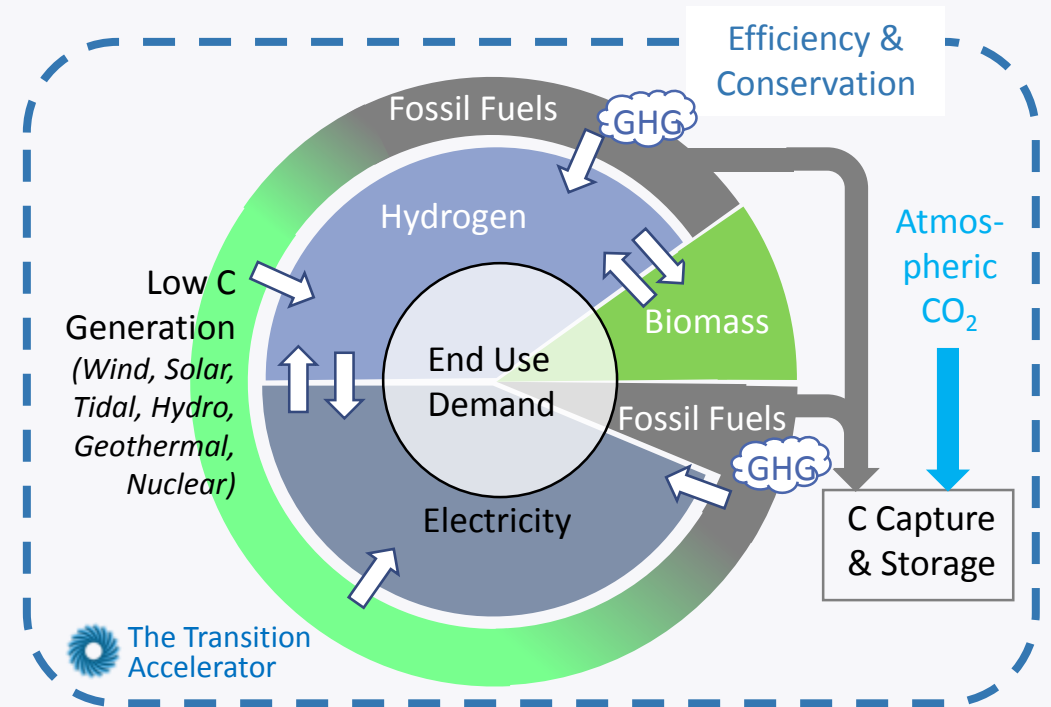 Efficiency &
Conservation
Fossil Fuels
GHG
Hydrogen
Atmos-
pheric
CO₂
Low C
Generation
(Wind, Solar,
Tidal, Hydro,
Geothermal,
Nuclear)
Biomass
End Use
Demand
Fossil Fuels
GHG
Electricity
C Capture
& Storage
The Transition
Accelerator